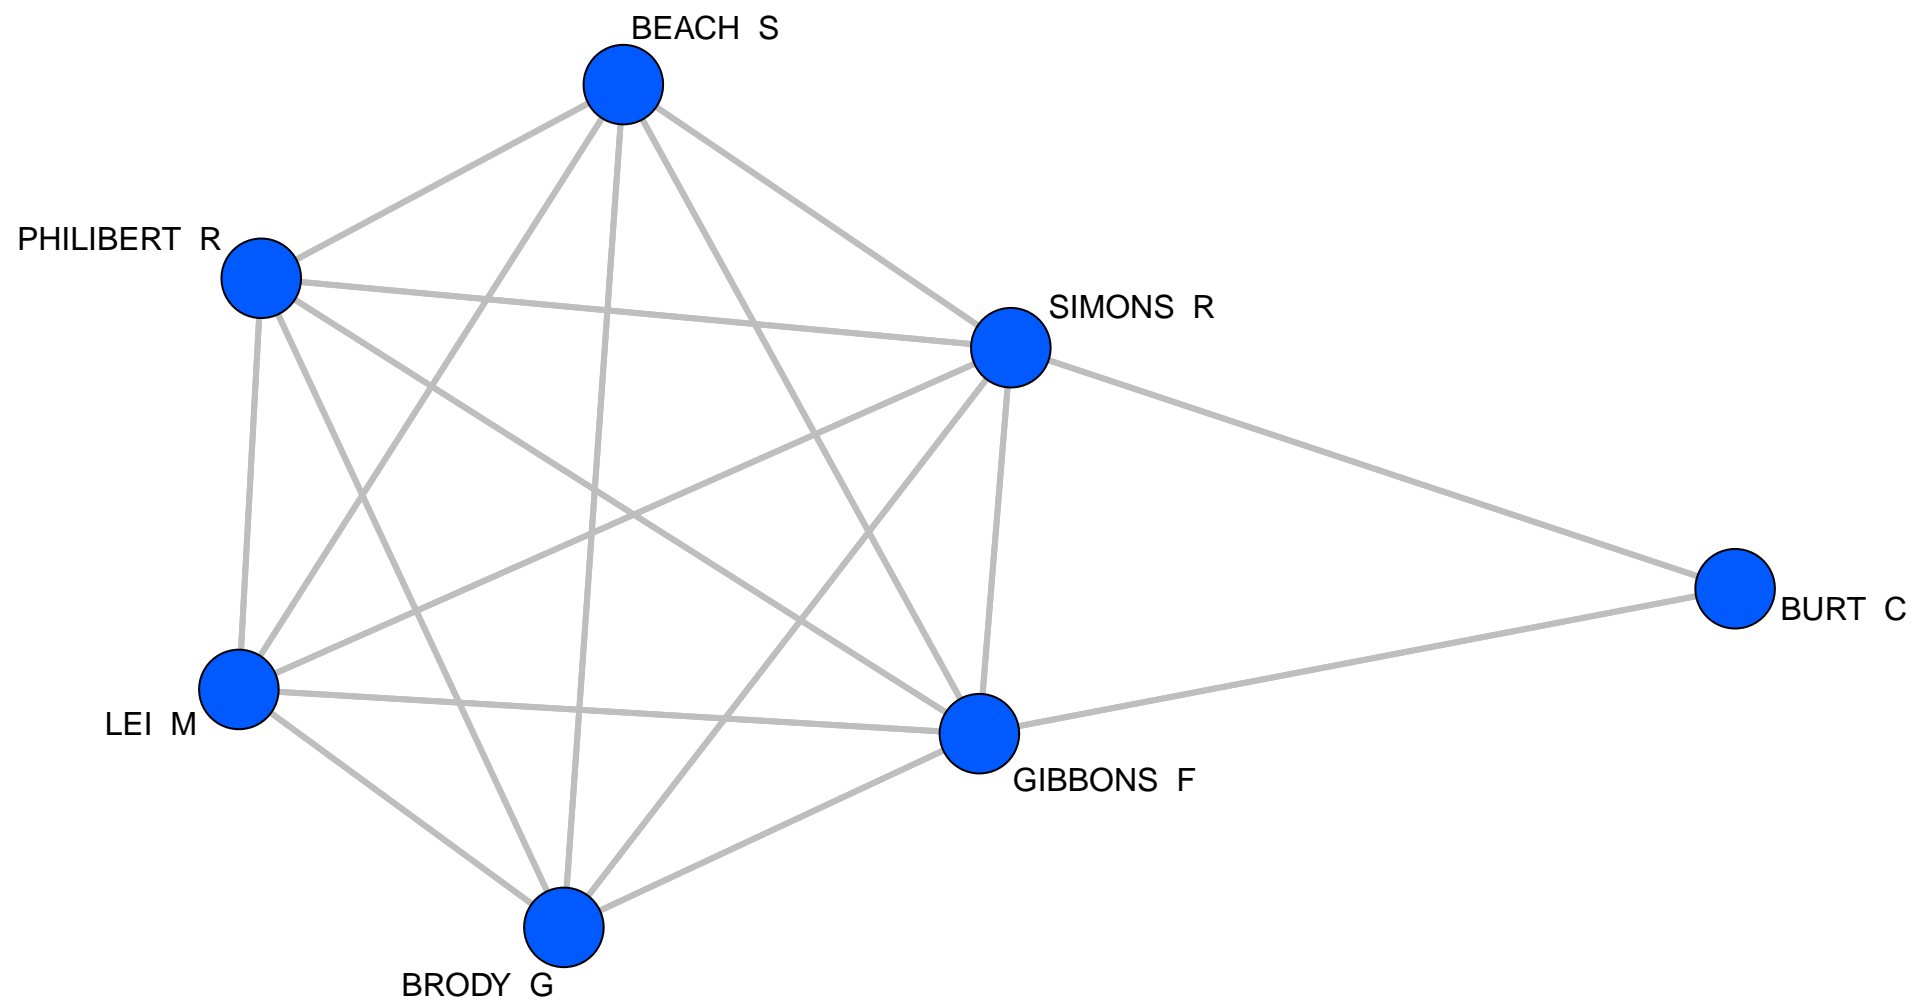 BEACH S
PHILIBERT R
SIMONS R
BURT C
LEI M
GIBBONS F
BRODY G